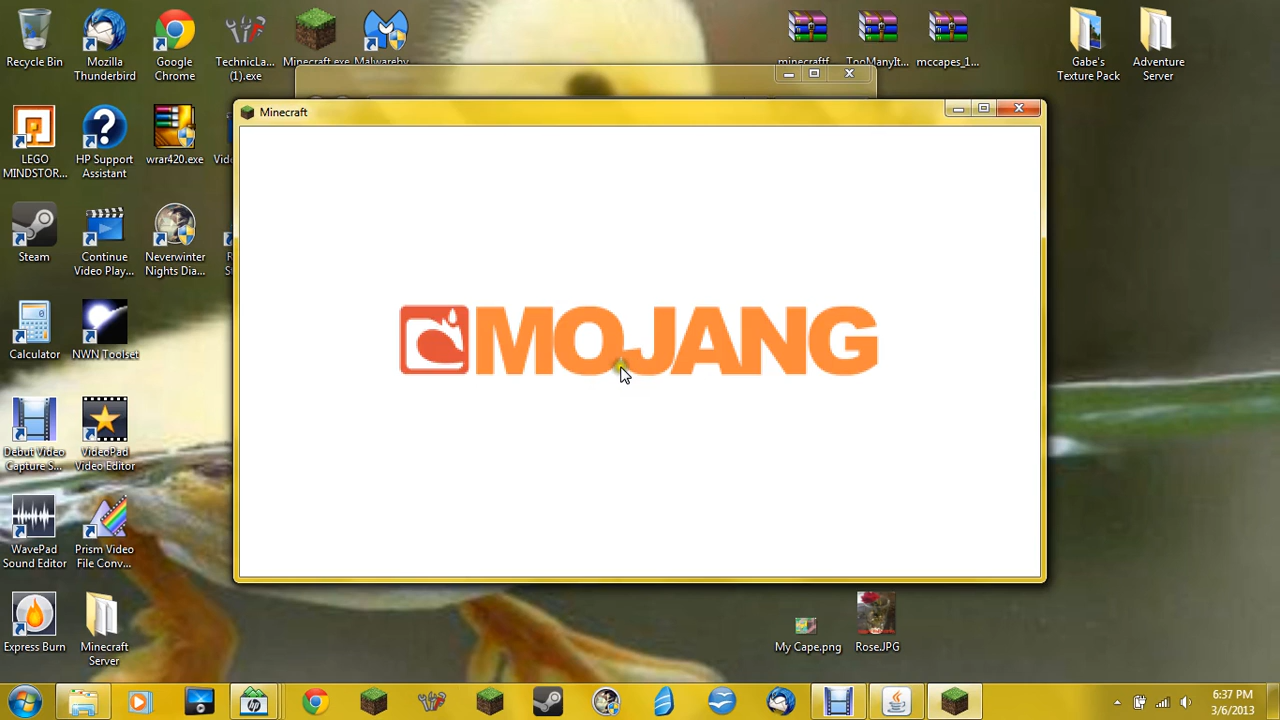 Recycle Bin
Mozilla
Thunderbird
Google
Chrome
TechnicLa...
(1).exe
Minecraft.exe
Malwareby...
minecrafff...
TooManyIt...
mccapes_1...
Gabe's
Texture Pack
Adventure
Server
Minecraft
LEGO
MINDSTOR...
HP Support
Assistant
wrar420.exe
MOJANG
Steam
Continue
Video Play...
Neverwinter
Nights Dia...
Calculator
NWN Toolset
Debut Video
Capture S...
VideoPad
Video Editor
WavePad
Sound Editor
Prism Video
File Conv...
Express Burn
Minecraft
Server
My Cape.png
Rose.JPG
hp
6:37 PM
3/6/2013